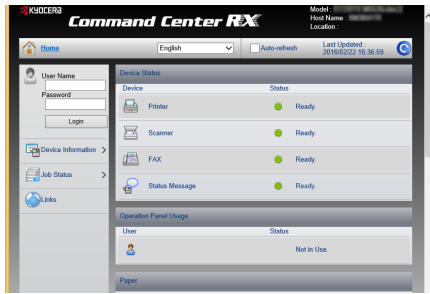 KYOCERA
Command Center RX
Model :
Host Name :
Location :
Home
English
Auto-refresh
Last Updated :
2016/02/22 16:36:59
User Name
Password
Login
Device Information
Job Status
Links
Device Status
Device Status
Printer Ready.
Scanner Ready.
FAX Ready.
Status Message Ready.
Operation Panel Usage
User Status
Not in Use.
Paper